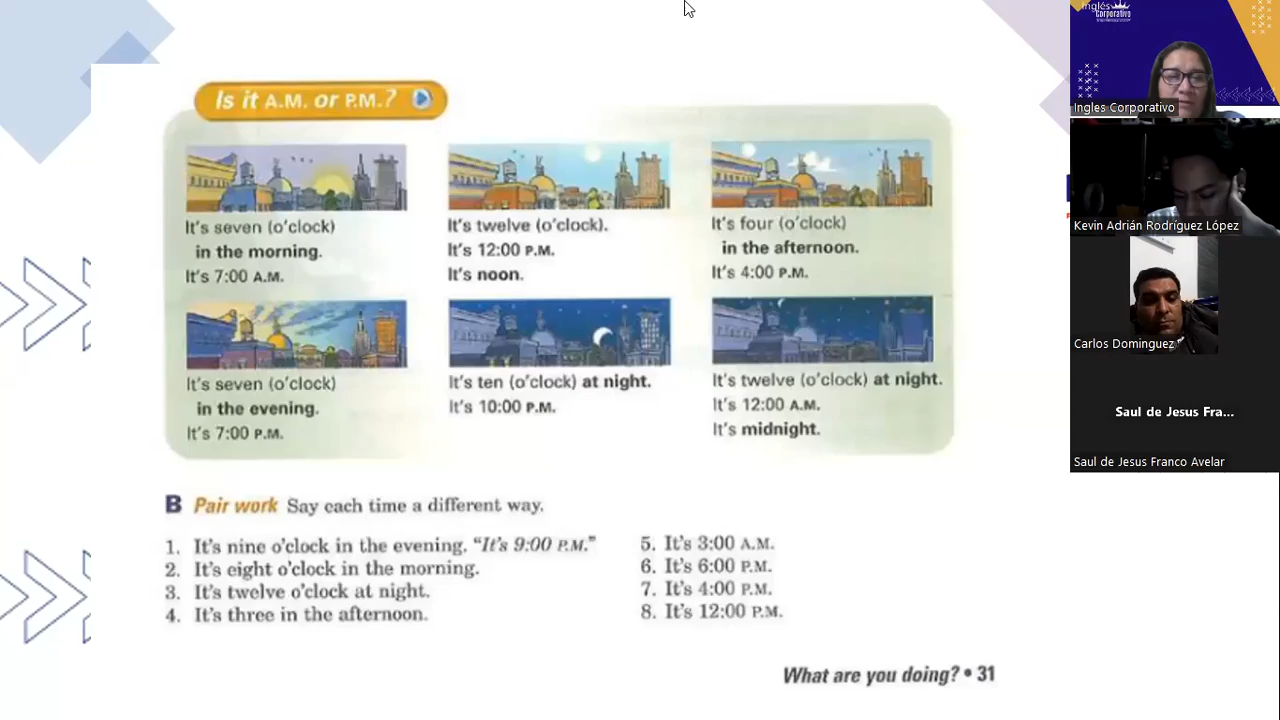 Is it A.M. or P.M.?
It's seven (o'clock)
in the morning.
It's 7:00 A.M.
It's twelve (o'clock).
It's 12:00 P.M.
It's noon.
It's four (o'clock)
in the afternoon.
It's 4:00 P.M.
It's seven (o'clock)
in the evening.
It's 7:00 P.M.
It's ten (o'clock) at night.
It's 10:00 P.M.
It's twelve (o'clock) at night.
It's 12:00 A.M.
It's midnight.
B Pair work Say each time a different way.
1. It's nine o'clock in the evening. "It's 9:00 P.M."
2. It's eight o'clock in the morning.
3. It's twelve o'clock at night.
4. It's three in the afternoon.
5. It's 3:00 A.M.
6. It's 6:00 P.M.
7. It's 4:00 P.M.
8. It's 12:00 P.M.
What are you doing? • 31
Inglés
Corporativo
Ingles Corporativo
Kevin Adrián Rodríguez López
Carlos Dominguez
Saul de Jesus Fra...
Saul de Jesus Franco Avelar